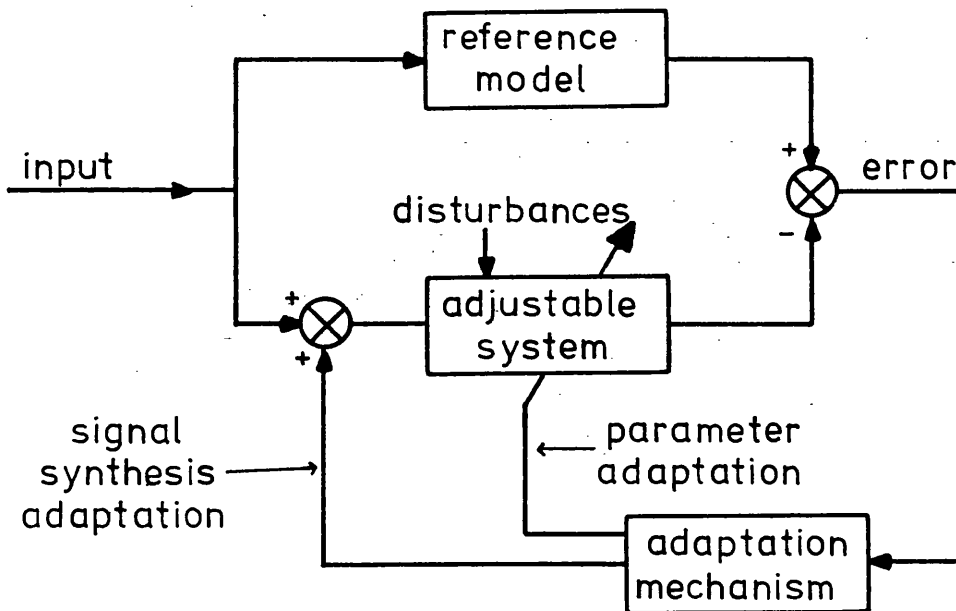 reference
model
input
+
error
disturbances
-
+
adjustable
system
+
signal
synthesis
adaptation
parameter
adaptation
adaptation
mechanism